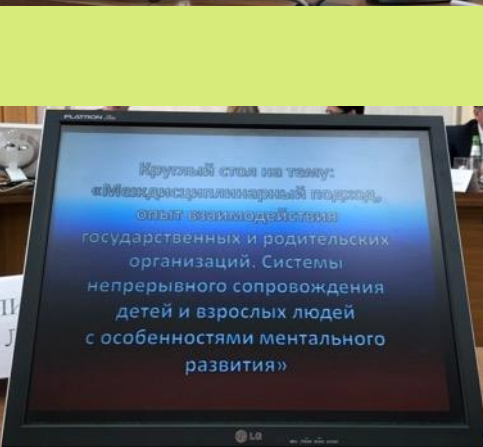 FLATRON
Круглый стол на тему:
«Междисциплинарный подход,
опыт взаимодействия
государственных и родительских
организаций. Системы
непрерывного сопровождения
детей и взрослых людей
с особенностями ментального
развития»
LG